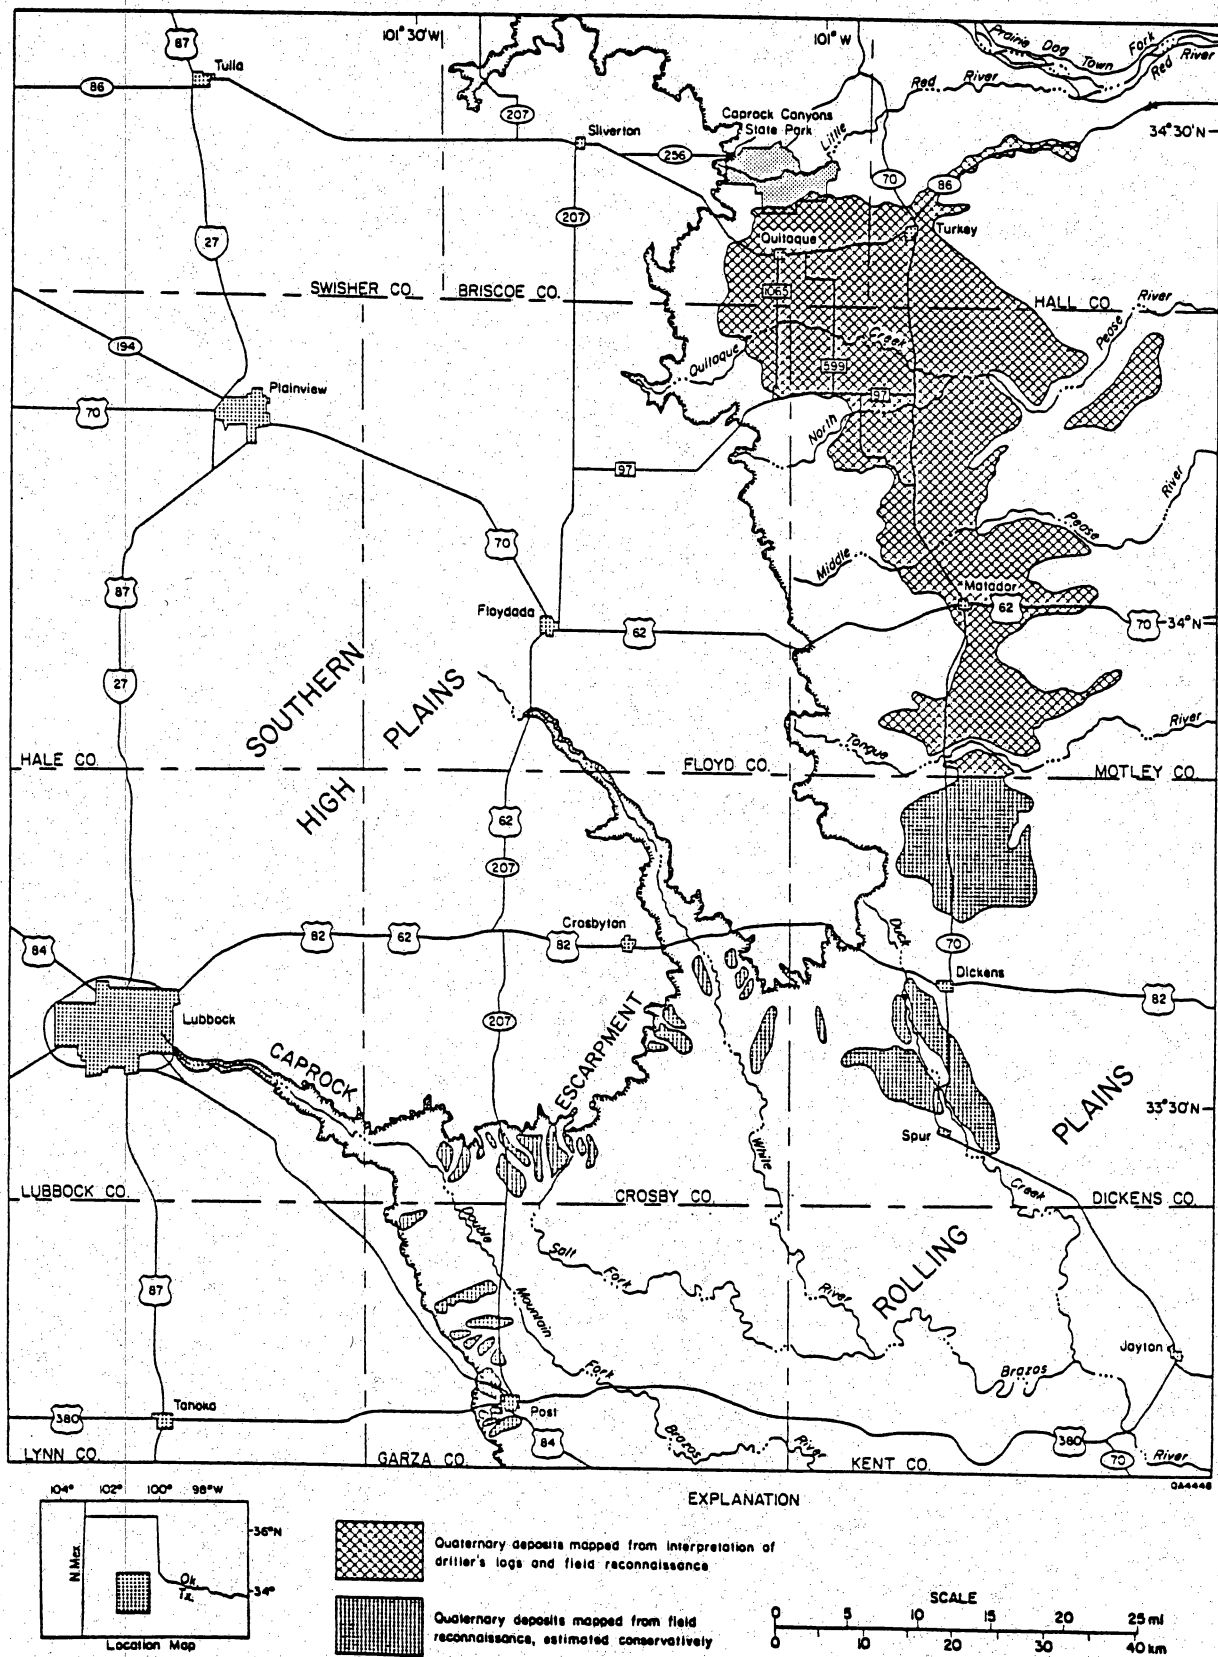 101° 30' W
101° W
87
Tulia
86
207
Silverton
256
Caprock Canyons
State Park
Little
Red
River
Prairie
Dog
Town
Fork
Red
River
34° 30' N
70
86
207
27
Quitaque
Turkey
1065
SWISHER CO.
BRISCOE CO.
HALL CO.
194
Quitaque
Creek
599
Pease
River
Plainview
70
97
97
North
River
Pease
70
Middle
87
Matador
Floydada
62
62
70
34° N
27
SOUTHERN
HIGH
PLAINS
Tongue
River
HALE CO.
FLOYD CO.
MOTLEY CO.
62
207
Crosbyton
84
82
62
82
Duck
70
Dickens
82
Lubbock
207
CAPROCK
ESCARPMENT
PLAINS
33° 30' N
Spur
White
LUBBOCK CO.
CROSBY CO.
Creek
DICKENS CO.
Double
Salt
Fork
ROLLING
87
Mountain
River
Jayton
Fork
Brazos
Tahoka
380
Post
84
Brazos
River
380
70
River
LYNN CO.
GARZA CO.
KENT CO.
QA4448
104° 102° 100° 98° W
36° N
N. Mex.
Ok.
Tx.
34°
Location Map
EXPLANATION
Quaternary deposits mapped from interpretation of
driller's logs and field reconnaissance
Quaternary deposits mapped from field
reconnaissance, estimated conservatively
SCALE
0 5 10 15 20 25 mi
0 10 20 30 40 km